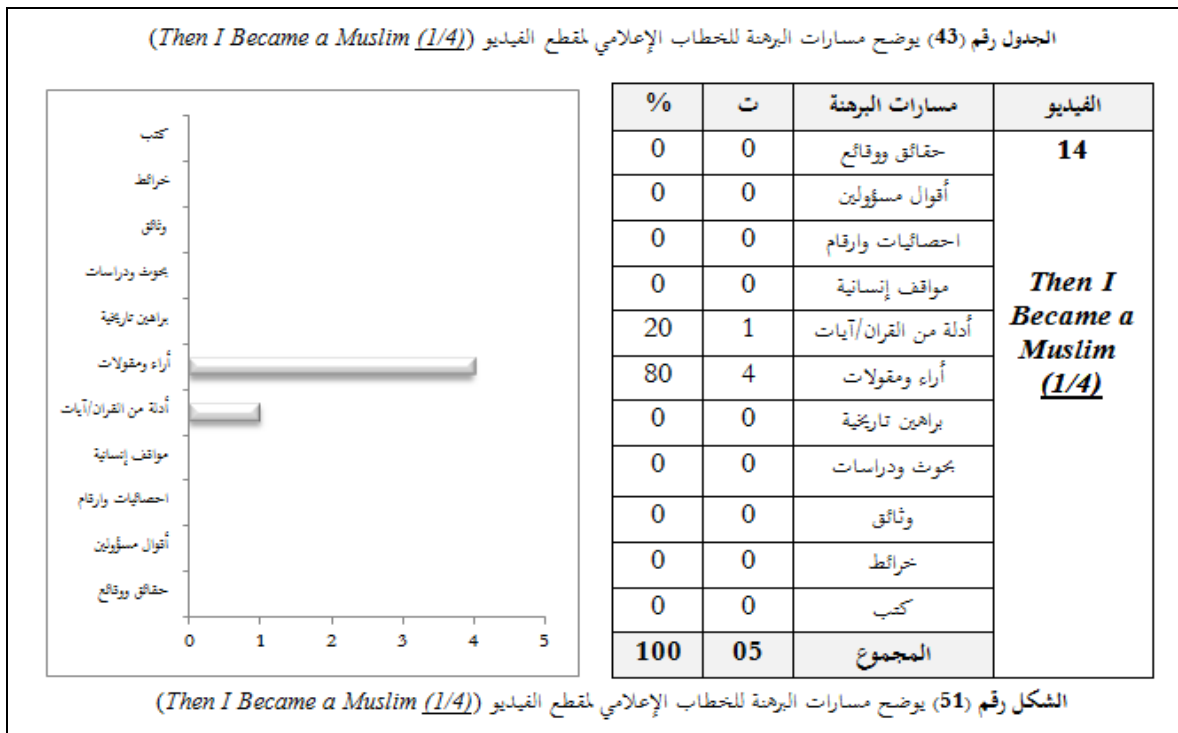 الجدول رقم (43) يوضح مسارات البرهنة للخطاب الإعلامي لمقطع الفيديو (Then I Became a Muslim (1/4))
الفيديو مسارات البرهنة ت %
14 حقائق ووقائع 0 0
أقوال مسؤولين 0 0
احصائيات وارقام 0 0
مواقف إنسانية 0 0
Then I
Became a
Muslim
(1/4)
أدلة من القران/آيات 1 20
أراء ومقولات 4 80
براهين تاريخية 0 0
بحوث ودراسات 0 0
وثائق 0 0
خرائط 0 0
كتب 0 0
المجموع 05 100
كتب
خرائط
وثائق
بحوث ودراسات
براهين تاريخية
أراء ومقولات
أدلة من القران/آيات
مواقف إنسانية
احصائيات وارقام
أقوال مسؤولين
حقائق ووقائع
0 1 2 3 4 5
الشكل رقم (51) يوضح مسارات البرهنة للخطاب الإعلامي لمقطع الفيديو (Then I Became a Muslim (1/4))